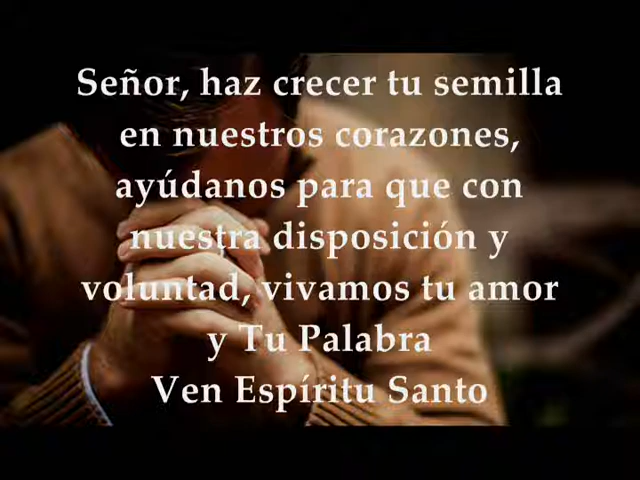 Señor, haz crecer tu semilla
en nuestros corazones,
ayúdanos para que con
nuestra disposición y
voluntad, vivamos tu amor
y Tu Palabra
Ven Espíritu Santo